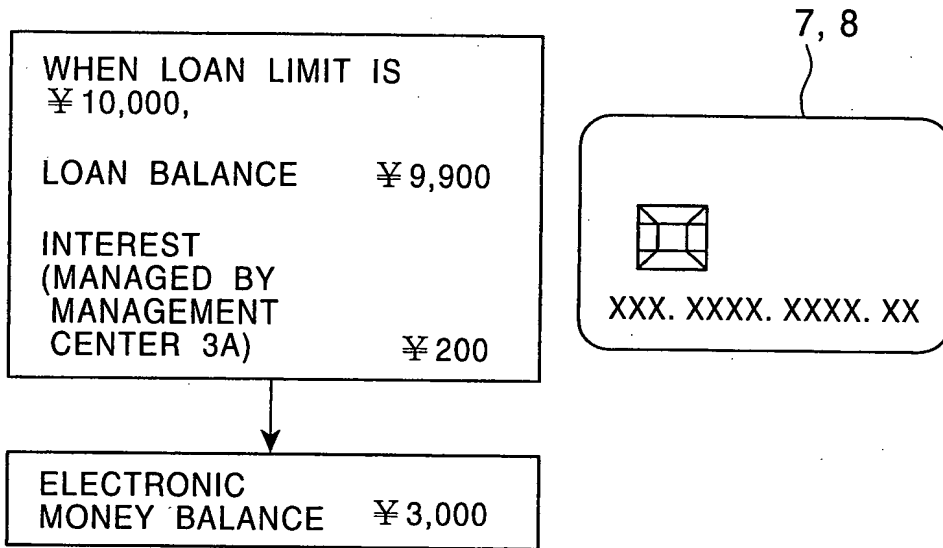 WHEN LOAN LIMIT IS
¥10,000,
LOAN BALANCE ¥9,900
INTEREST
(MANAGED BY
MANAGEMENT
CENTER 3A) ¥200
ELECTRONIC
MONEY BALANCE ¥3,000
7, 8
XXX. XXXX. XXXX. XX